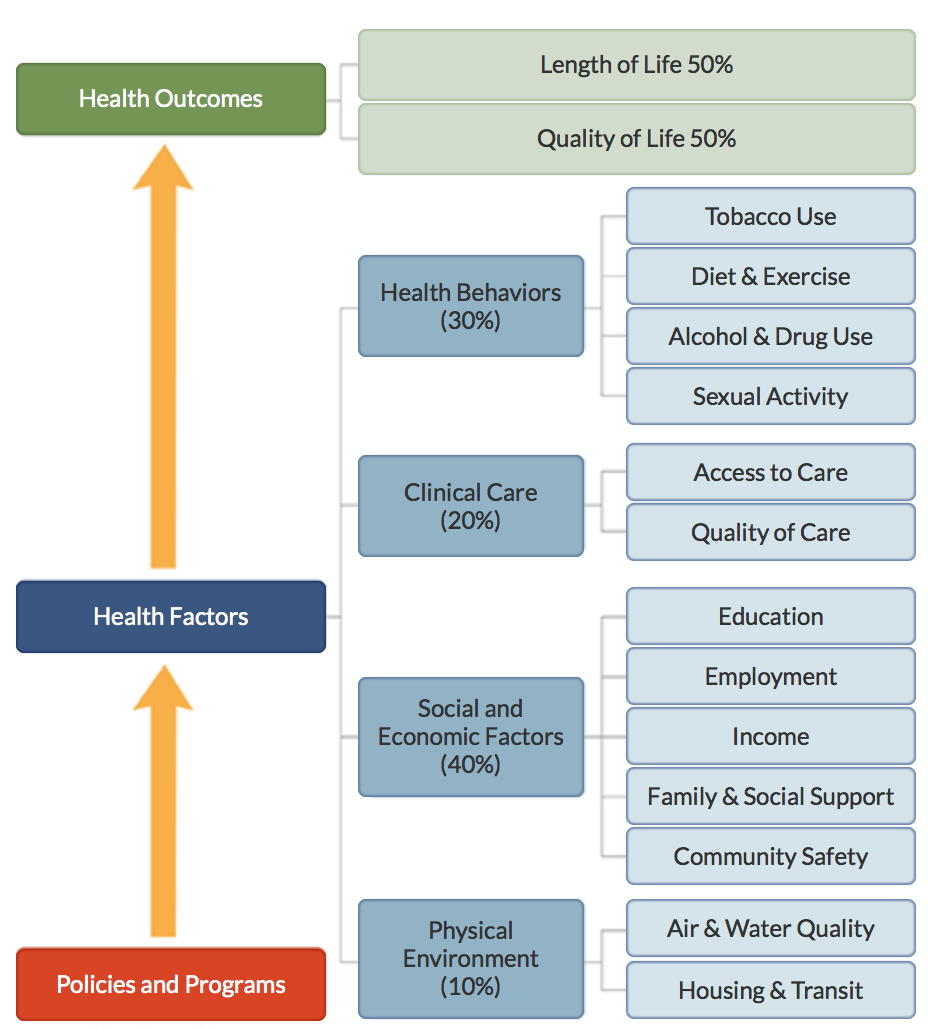 Health Outcomes
Length of Life 50%
Quality of Life 50%
Health Factors
Health Behaviors
(30%)
Tobacco Use
Diet & Exercise
Alcohol & Drug Use
Sexual Activity
Clinical Care
(20%)
Access to Care
Quality of Care
Social and
Economic Factors
(40%)
Education
Employment
Income
Family & Social Support
Community Safety
Physical
Environment
(10%)
Air & Water Quality
Housing & Transit
Policies and Programs